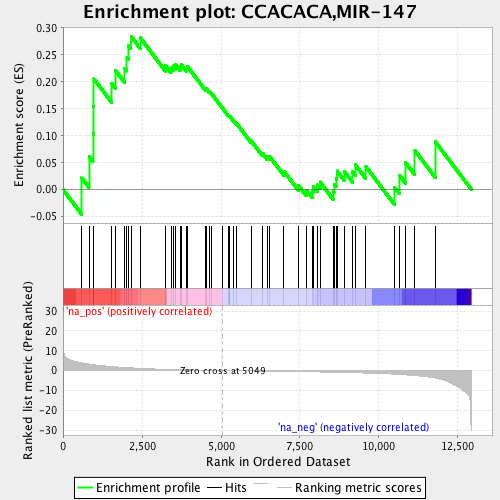 Enrichment plot: CCACACA,MIR-147
Enrichment score (ES)
0.30
0.25
0.20
0.15
0.10
0.05
0.00
-0.05
'na_pos' (positively correlated)
Ranked list metric (PreRanked)
30
20
10
0
-10
-20
-30
Zero cross at 5049
'na_neg' (negatively correlated)
0
2,500
5,000
7,500
10,000
12,500
Rank in Ordered Dataset
Enrichment profile
Hits
Ranking metric scores